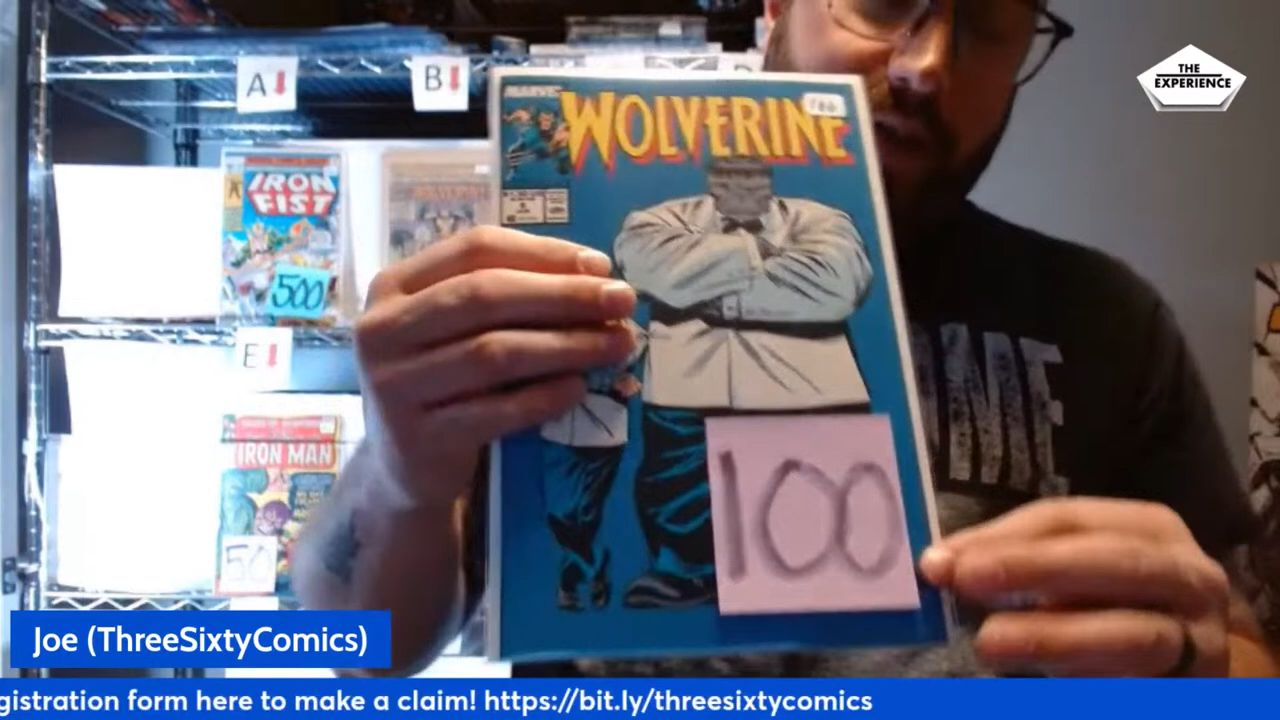 THE
EXPERIENCE
A
B
MARVEL
WOLVERINE
IRON
FIST
500
E
IRON MAN
50
100
OME
Joe (ThreeSixtyComics)
gistration form here to make a claim! https://bit.ly/threesixtycomics